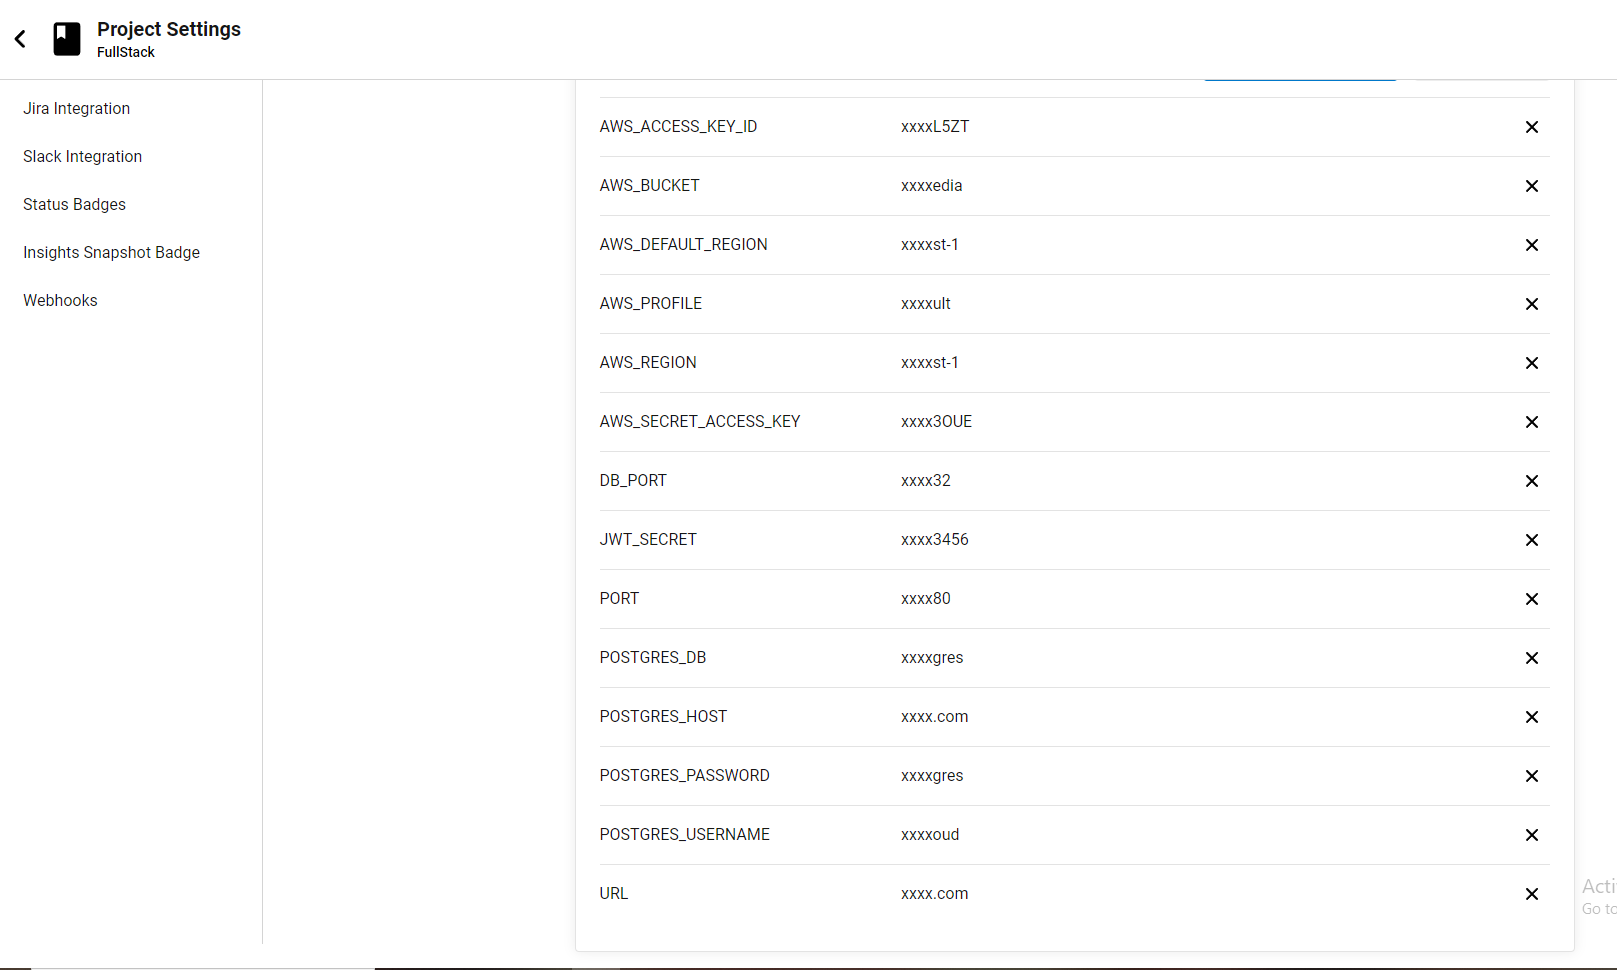 Project Settings
FullStack
Jira Integration
Slack Integration
Status Badges
Insights Snapshot Badge
Webhooks
AWS_ACCESS_KEY_ID xxxxL5ZT
AWS_BUCKET xxxxedia
AWS_DEFAULT_REGION xxxxst-1
AWS_PROFILE xxxxult
AWS_REGION xxxxst-1
AWS_SECRET_ACCESS_KEY xxxx3OUE
DB_PORT xxxx32
JWT_SECRET xxxx3456
PORT xxxx80
POSTGRES_DB xxxxgres
POSTGRES_HOST xxxx.com
POSTGRES_PASSWORD xxxxgres
POSTGRES_USERNAME xxxxoud
URL xxxx.com
Acti
Go to